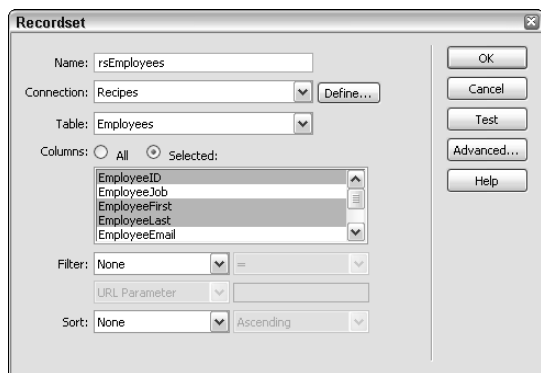 Recordset
Name: rsEmployees
Connection: Recipes Define...
Table: Employees
Columns: All Selected:
EmployeeID
EmployeeJob
EmployeeFirst
EmployeeLast
EmployeeEmail
Filter: None =
URL Parameter
Sort: None Ascending
OK
Cancel
Test
Advanced...
Help